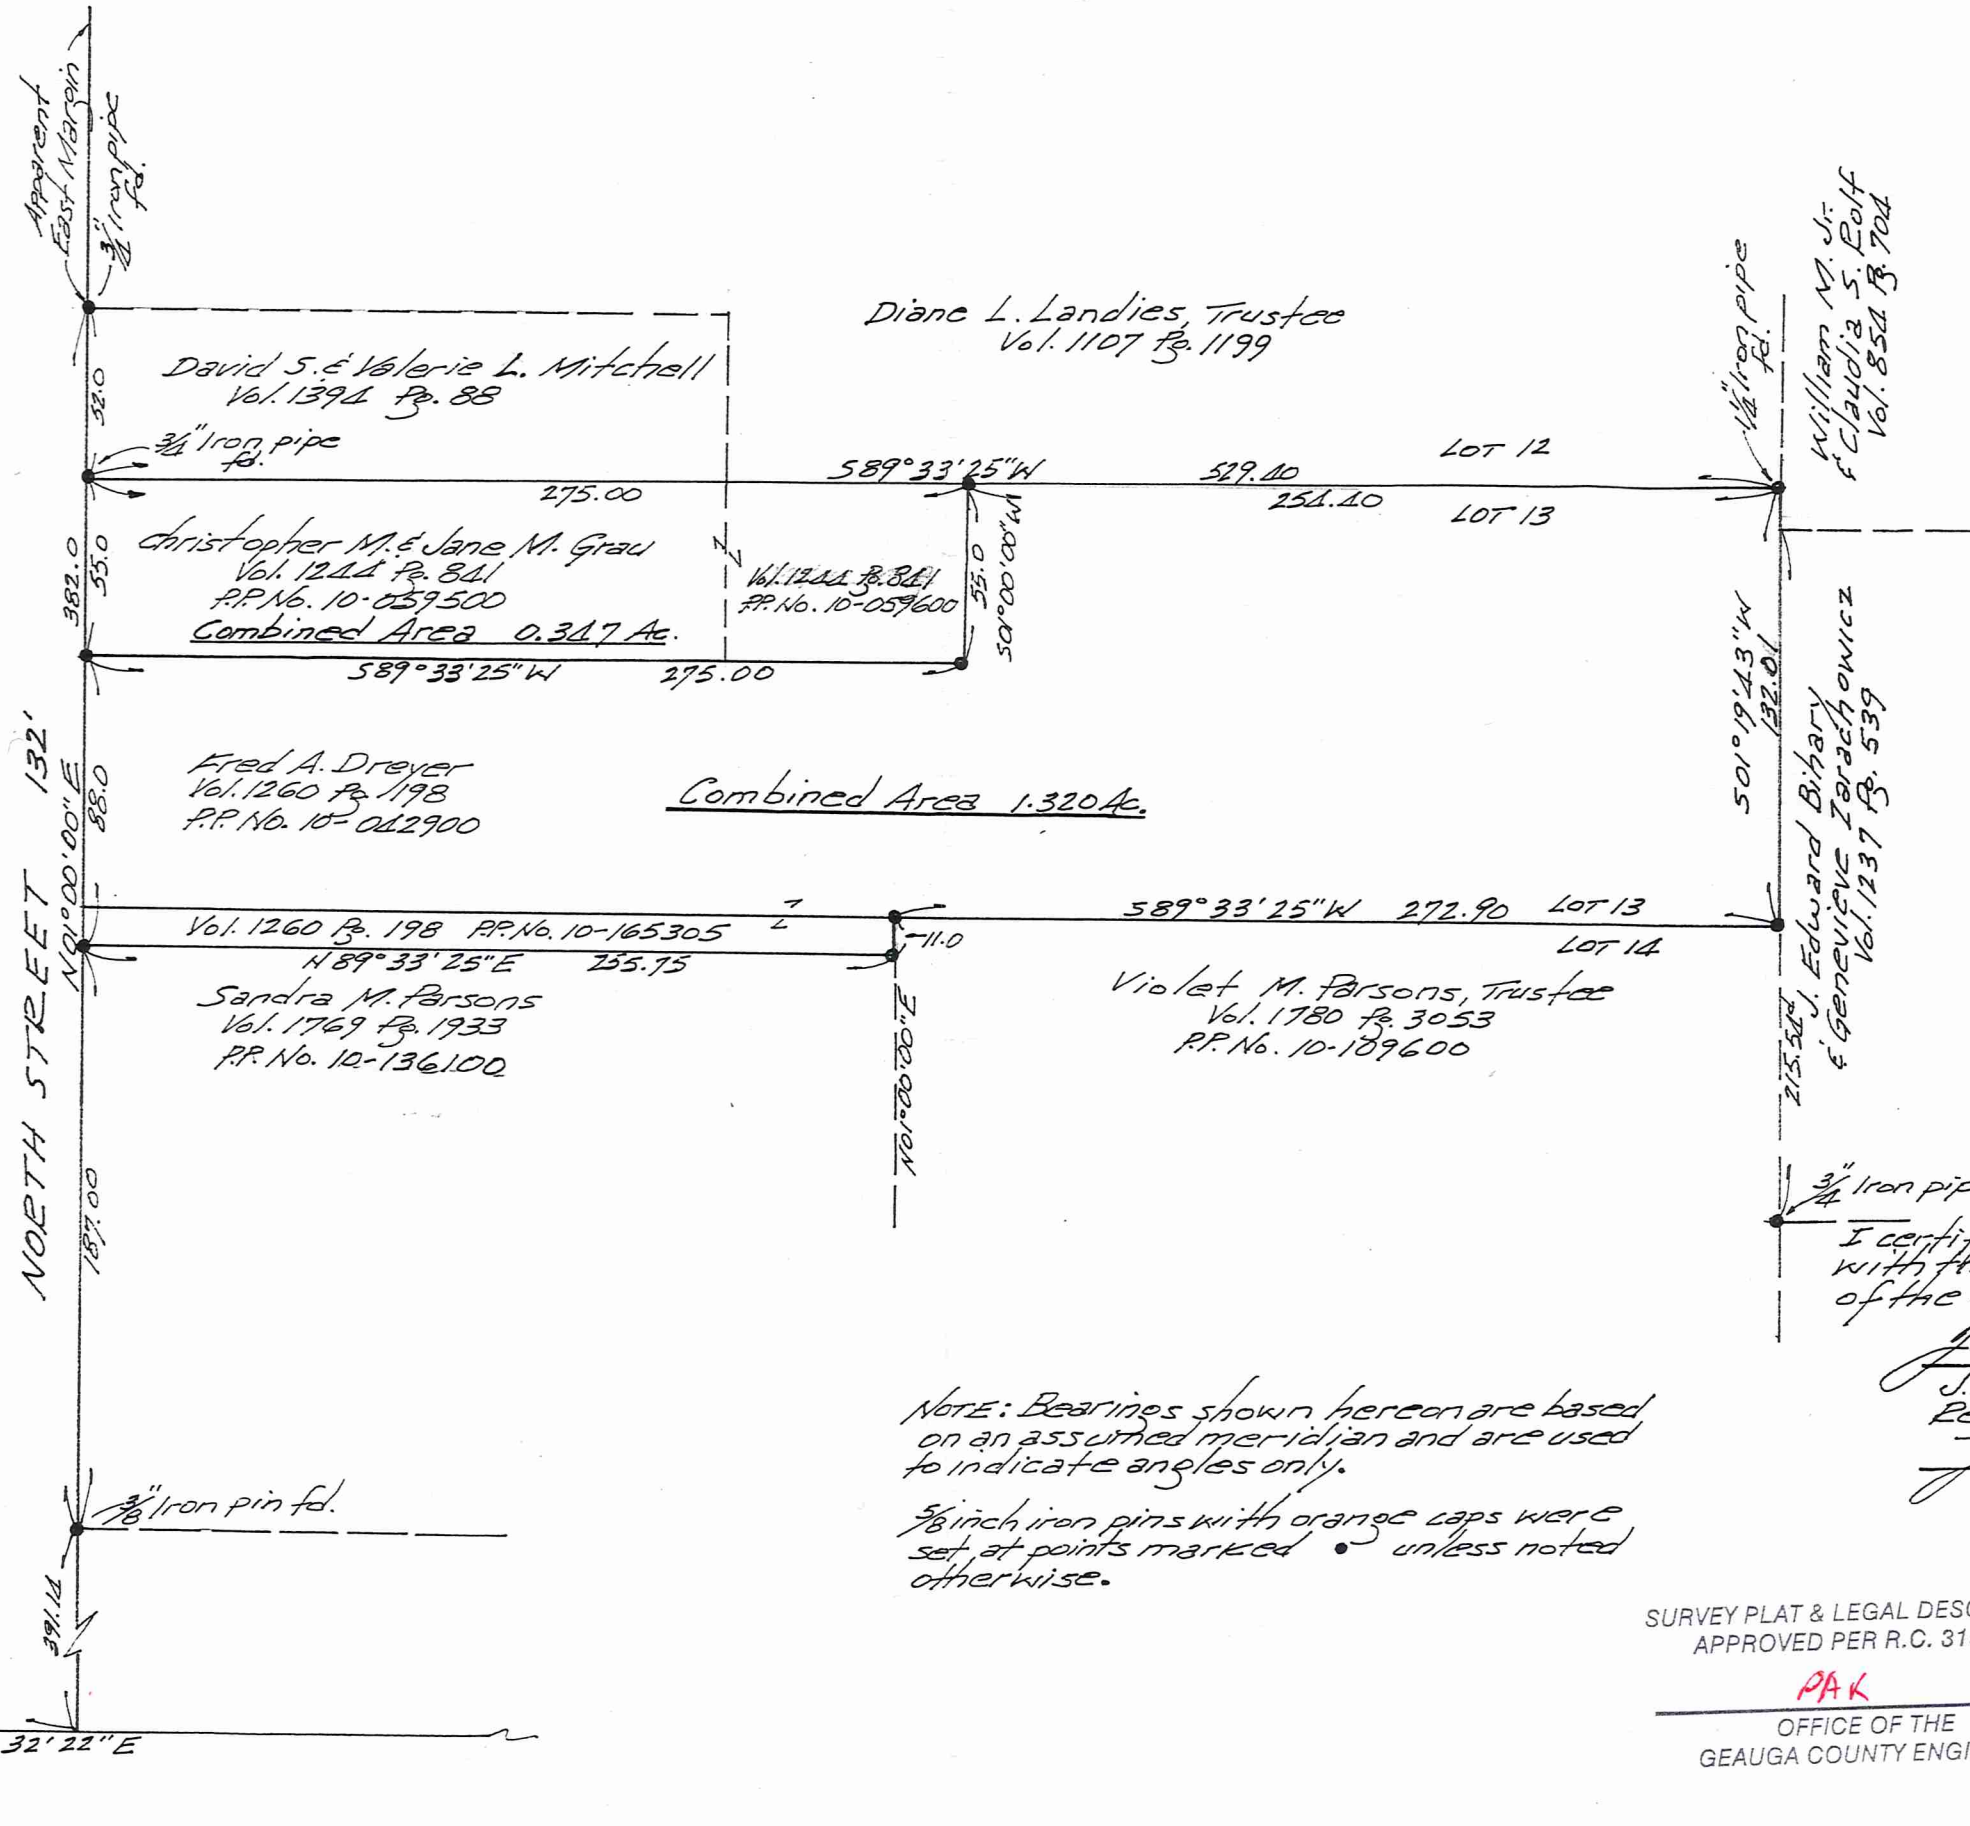 Apparent
East Margin
3/4" iron pipe
fd.
Diane L. Landies, Trustee
Vol. 1107 Pg. 1199
David S. & Valerie L. Mitchell
Vol. 1394 Pg. 88
52.0
3/4" Iron pipe
fd.
1 1/4" Iron pipe
fd.
William M. Jr.
& Claudia S. Rolf
Vol. 854 Pg. 704
LOT 12
S89°33'25"W 529.40
275.00
254.40
LOT 13
Christopher M. & Jane M. Grau
Vol. 1244 Pg. 841
P.P. No. 10-059500
Combined Area 0.347 Ac.
Vol. 1244 Pg. 841
P.P. No. 10-059600
55.0
S01°00'00"W
382.0
55.0
S89°33'25"W 275.00
S01°19'43"W
132.01
J. Edward Bihary
& Genevieve Zarachowicz
Vol. 1237 Pg. 539
NORTH STREET 132'
N01°00'00"E
88.0
Fred A. Dreyer
Vol. 1260 Pg. 198
P.P. No. 10-042900
Combined Area 1.320 Ac.
Vol. 1260 Pg. 198 P.P. No. 10-165305
S89°33'25"W 272.90 LOT 13
11.0
LOT 14
N89°33'25"E 255.75
Sandra M. Parsons
Vol. 1769 Pg. 1933
P.P. No. 10-136100
Violet M. Parsons, Trustee
Vol. 1780 Pg. 3053
P.P. No. 10-189600
N01°00'00"E
215.54
187.00
3/4" Iron pip
I certif
with th
of the
J.
Re
NOTE: Bearings shown hereon are based
on an assumed meridian and are used
to indicate angles only.
3/8" Iron pin fd.
5/8 inch iron pins with orange caps were
set at points marked • unless noted
otherwise.
391.14
32'22"E
SURVEY PLAT & LEGAL DESC
APPROVED PER R.C. 31
PAK
OFFICE OF THE
GEAUGA COUNTY ENGI